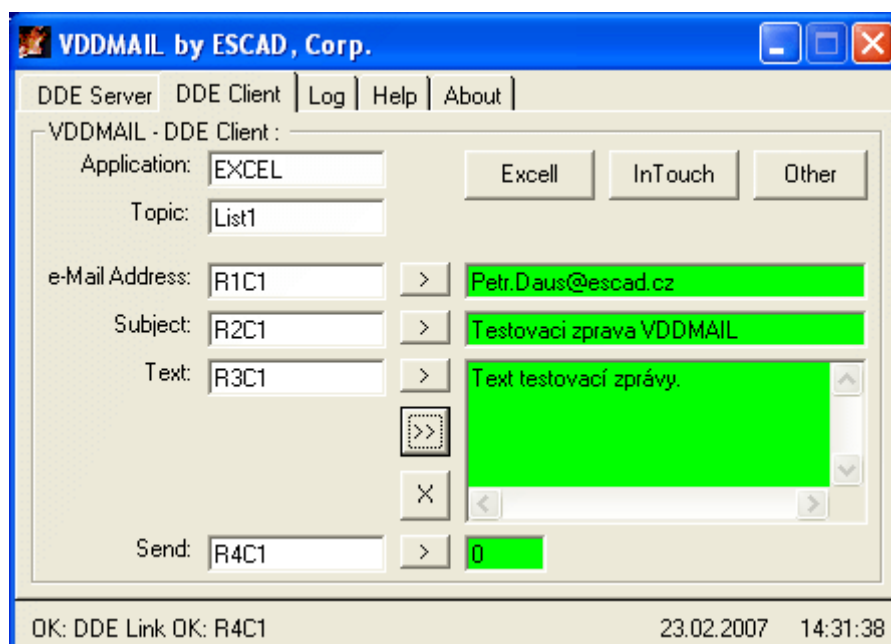 VDDMAIL by ESCAD, Corp.
DDE Server DDE Client Log Help About
VDDMAIL - DDE Client :
Application: EXCEL Excell InTouch Other
Topic: List1
e-Mail Address: R1C1 > Petr.Daus@escad.cz
Subject: R2C1 > Testovaci zprava VDDMAIL
Text: R3C1 > Text testovací zprávy.
>>
X
Send: R4C1 > 0
OK: DDE Link OK: R4C1 23.02.2007 14:31:38